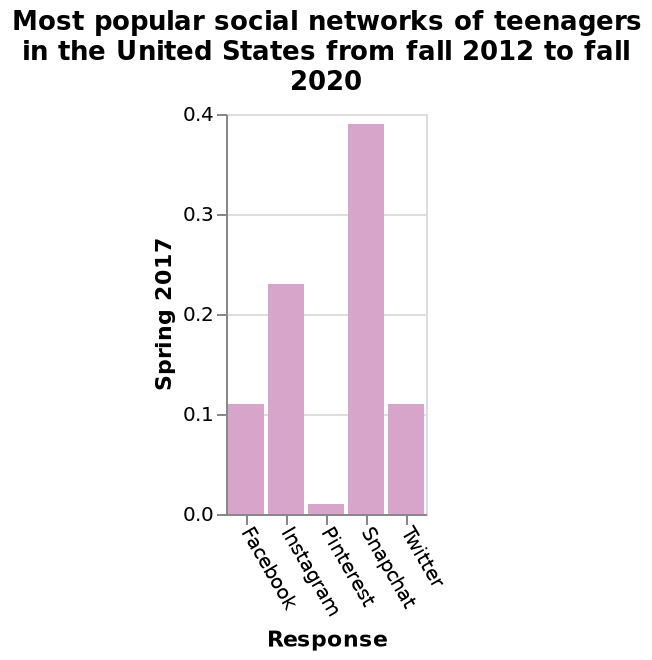 Most popular social networks of teenagers
in the United States from fall 2012 to fall
2020
0.4
0.3
0.2
0.1
0.0
Spring 2017
Facebook
Instagram
Pinterest
Snapchat
Twitter
Response